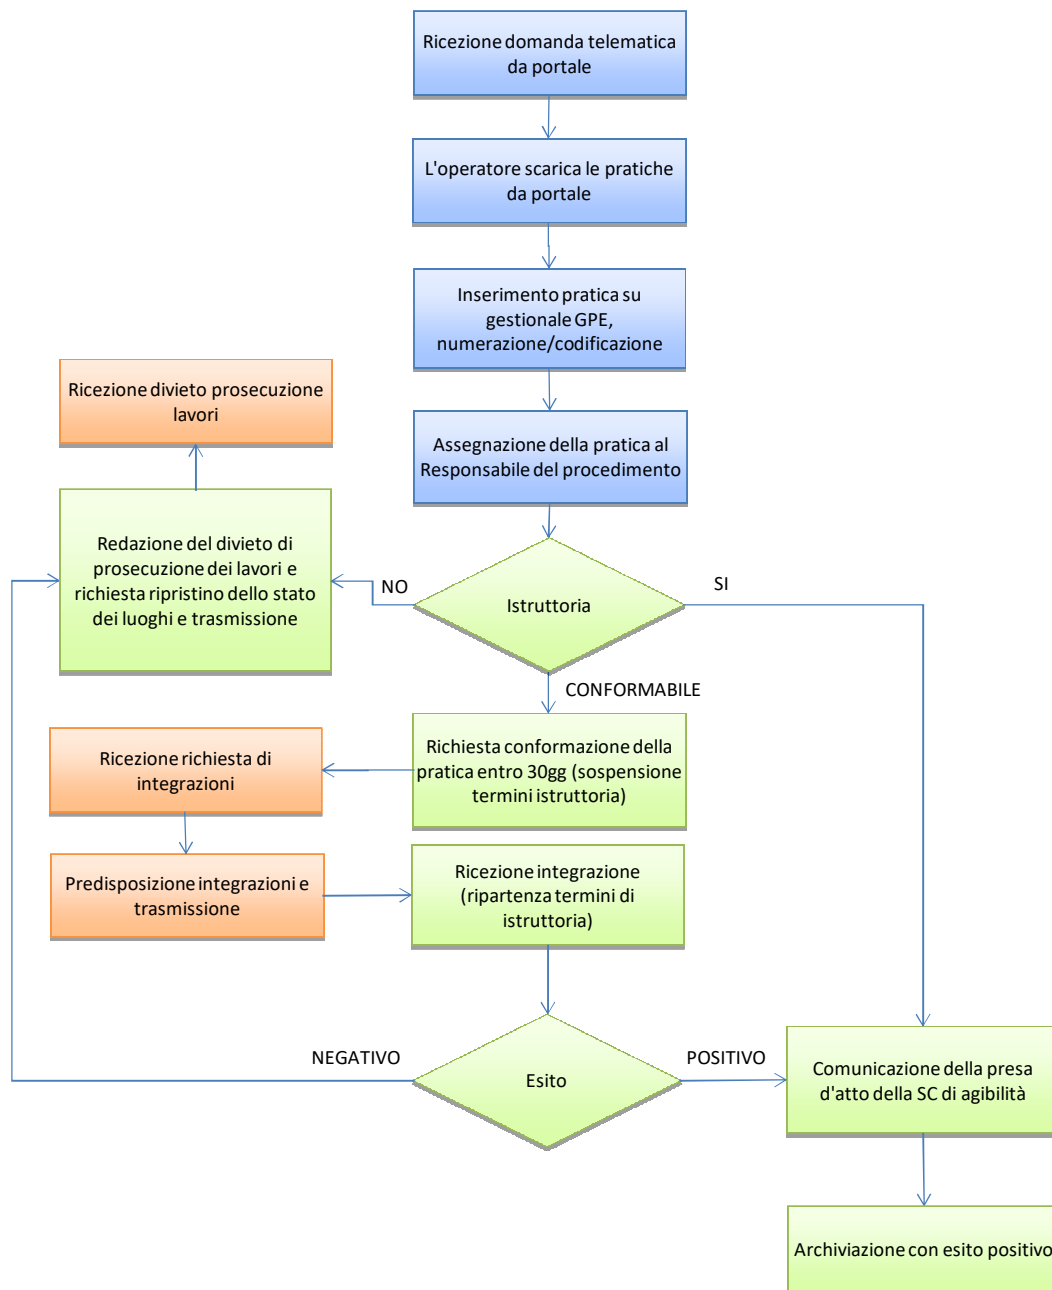 Ricezione domanda telematica
da portale
L'operatore scarica le pratiche
da portale
Inserimento pratica su
gestionale GPE,
numerazione/codificazione
Ricezione divieto prosecuzione
lavori
Assegnazione della pratica al
Responsabile del procedimento
Redazione del divieto di
prosecuzione dei lavori e
richiesta ripristino dello stato
dei luoghi e trasmissione
NO
Istruttoria
SI
CONFORMABILE
Richiesta conformazione della
pratica entro 30gg (sospensione
termini istruttoria)
Ricezione richiesta di
integrazioni
Predisposizione integrazioni e
trasmissione
Ricezione integrazione
(ripartenza termini di
istruttoria)
NEGATIVO
Esito
POSITIVO
Comunicazione della presa
d'atto della SC di agibilità
Archiviazione con esito positivo